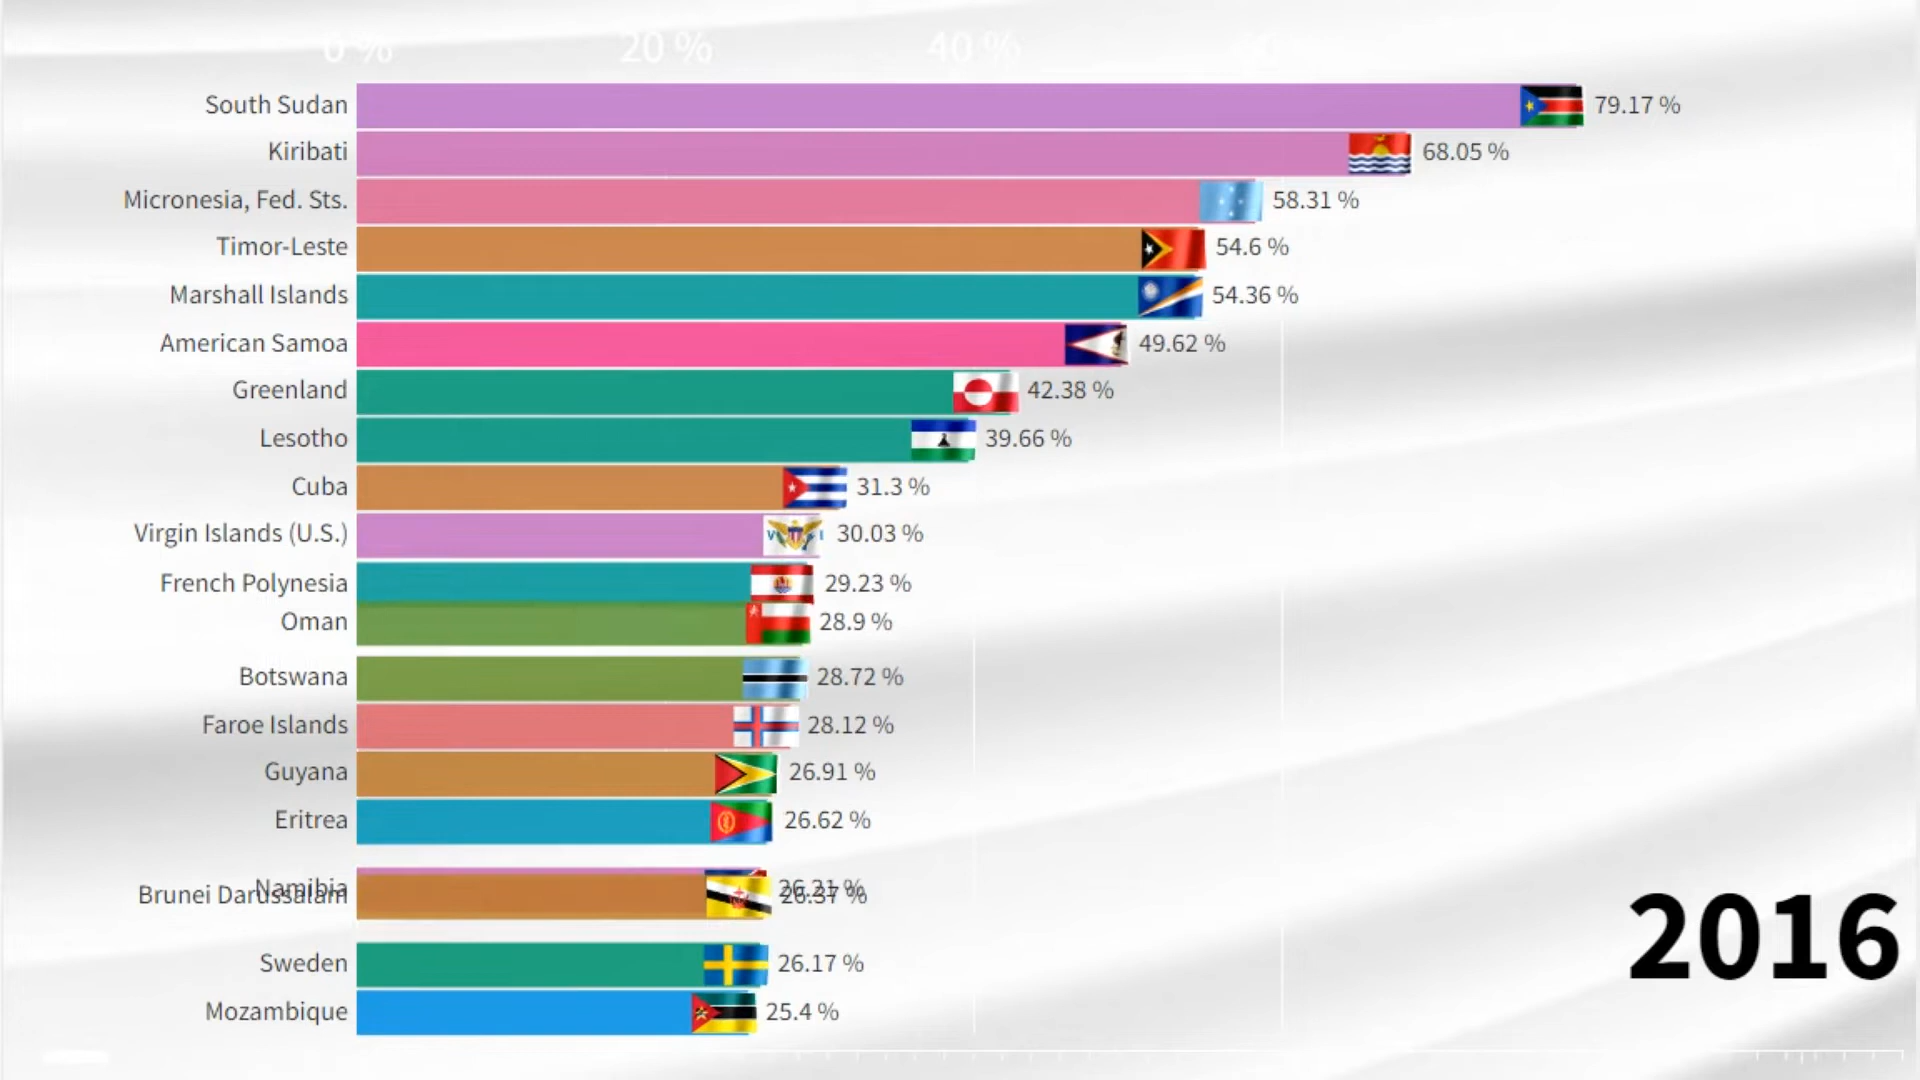 0 % 20 % 40 %
South Sudan 79.17 %
Kiribati 68.05 %
Micronesia, Fed. Sts. 58.31 %
Timor-Leste 54.6 %
Marshall Islands 54.36 %
American Samoa 49.62 %
Greenland 42.38 %
Lesotho 39.66 %
Cuba 31.3 %
Virgin Islands (U.S.) 30.03 %
French Polynesia 29.23 %
Oman 28.9 %
Botswana 28.72 %
Faroe Islands 28.12 %
Guyana 26.91 %
Eritrea 26.62 %
Namibia
Brunei Darussalam
Sweden 26.17 %
Mozambique 25.4 %
2016